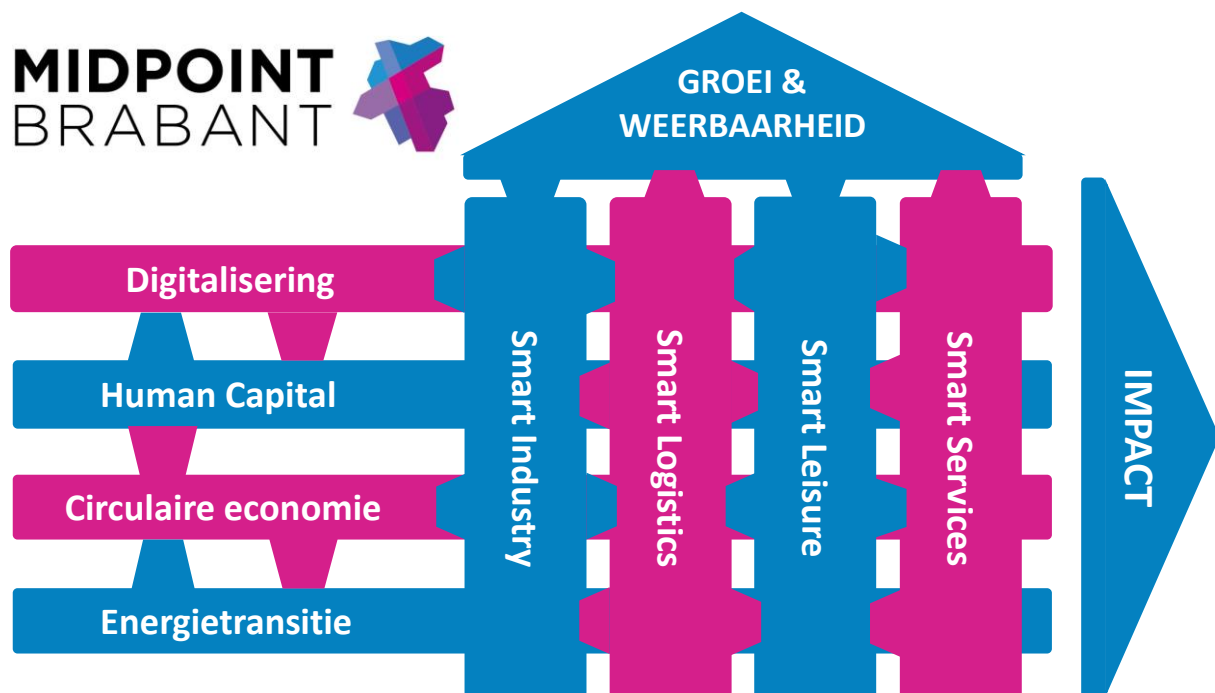 MIDPOINT
BRABANT
GROEI &
WEERBAARHEID
Digitalisering
Human Capital
Circulaire economie
Energietransitie
Smart Industry
Smart Logistics
Smart Leisure
Smart Services
IMPACT